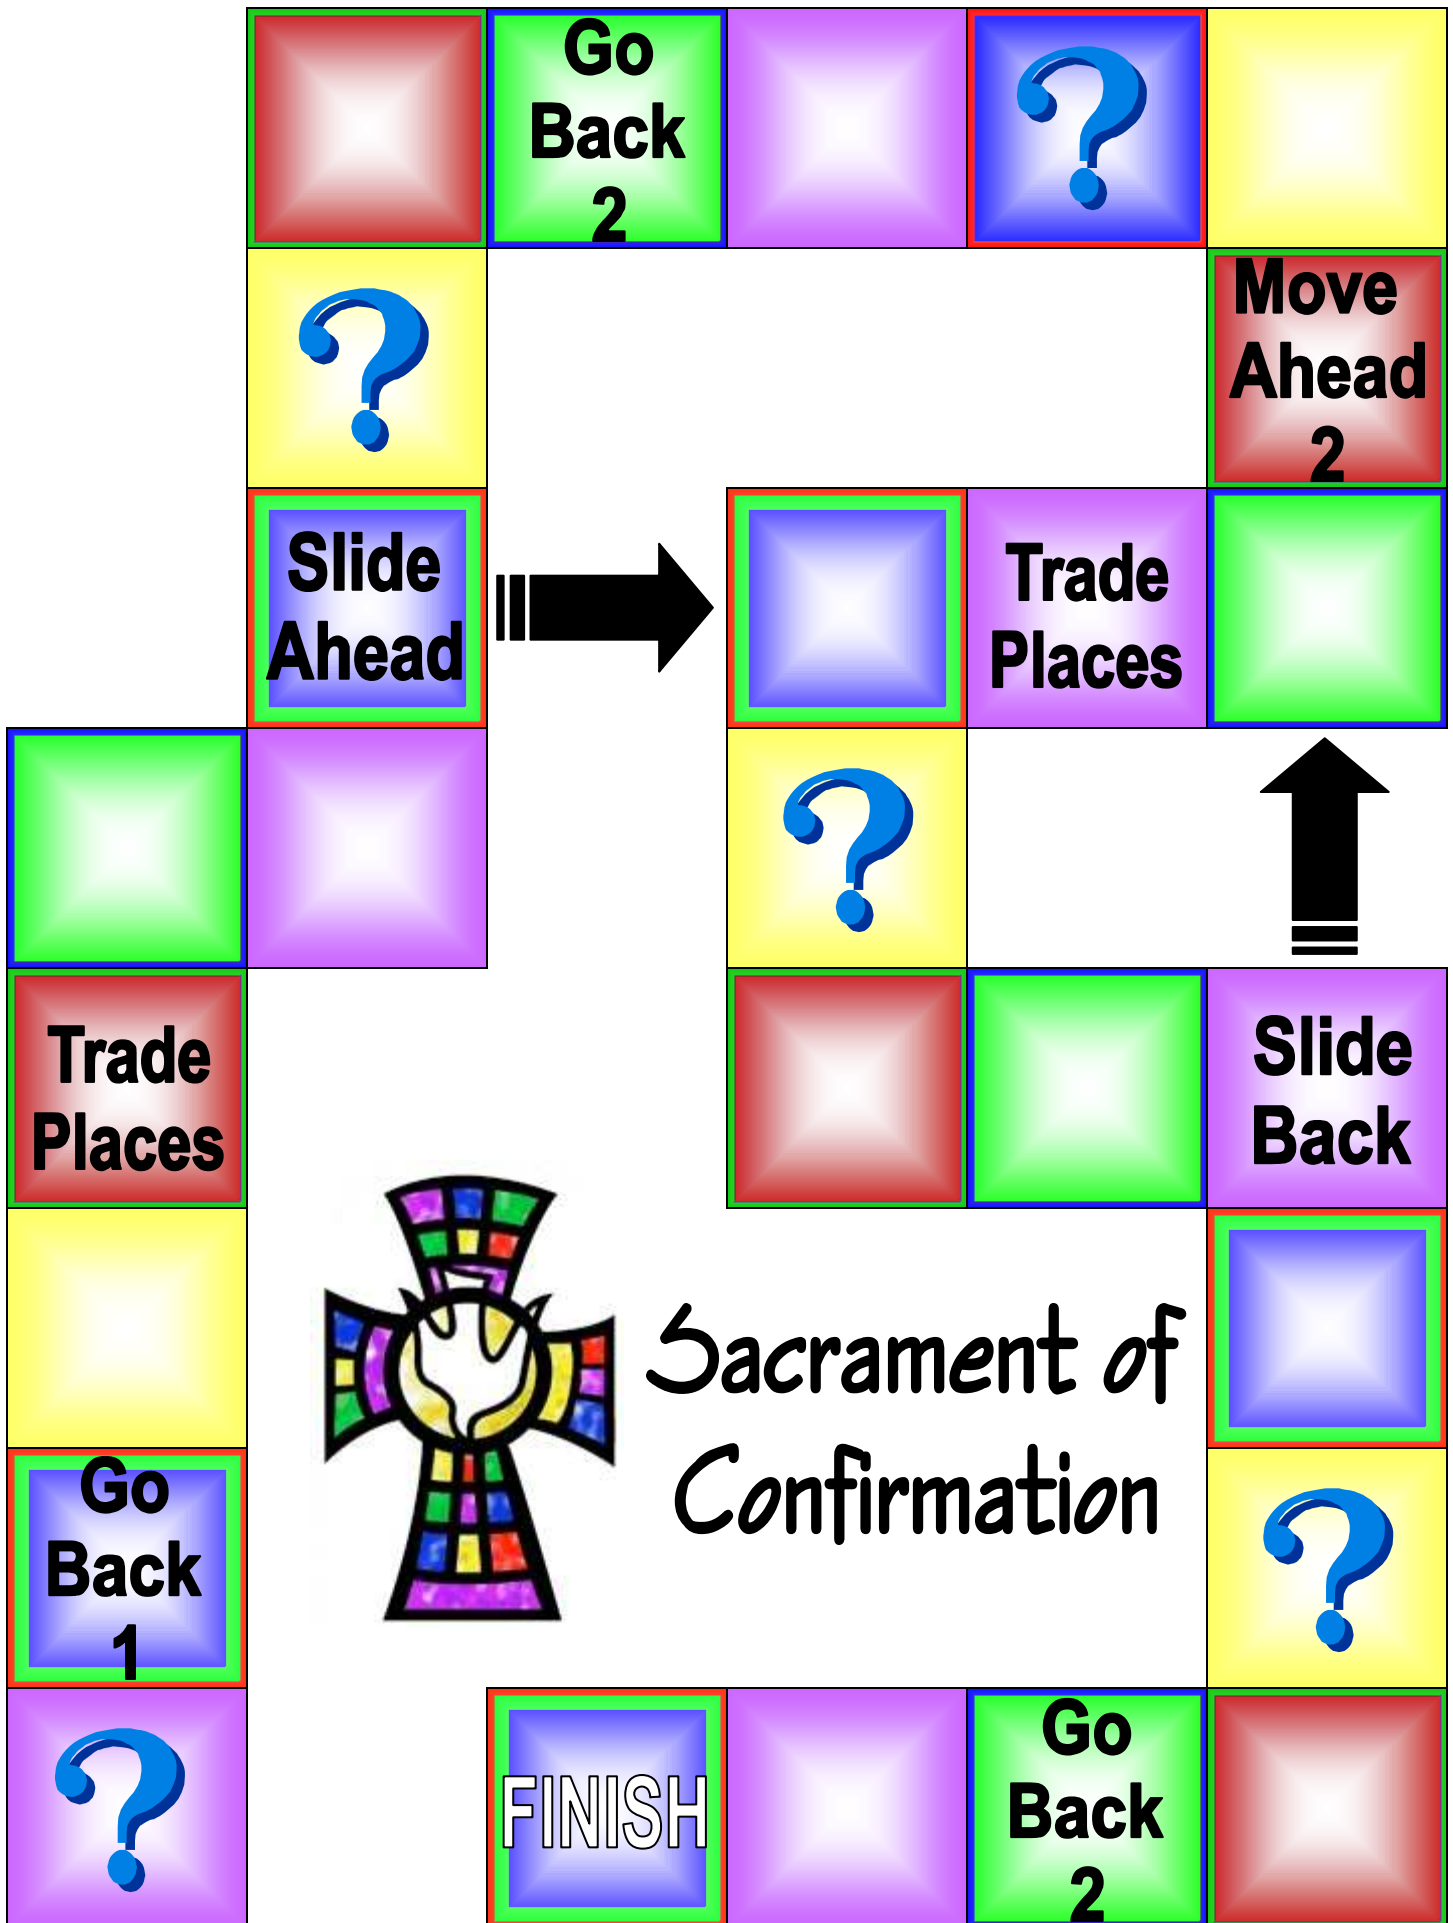 Go
Back
2
?
Move
Ahead
2
?
Slide
Ahead
Trade
Places
?
Trade
Places
Slide
Back
Sacrament of
Confirmation
Go
Back
1
?
?
FINISH
Go
Back
2